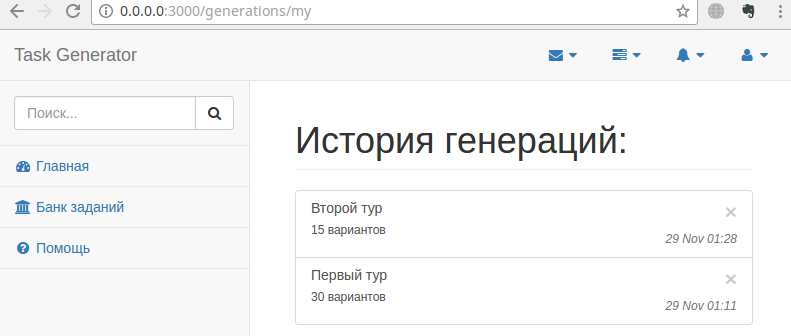 0.0.0.0:3000/generations/my
Task Generator
Поиск...
Главная
Банк заданий
Помощь
История генераций:
Второй тур
15 вариантов
29 Nov 01:28
Первый тур
30 вариантов
29 Nov 01:11